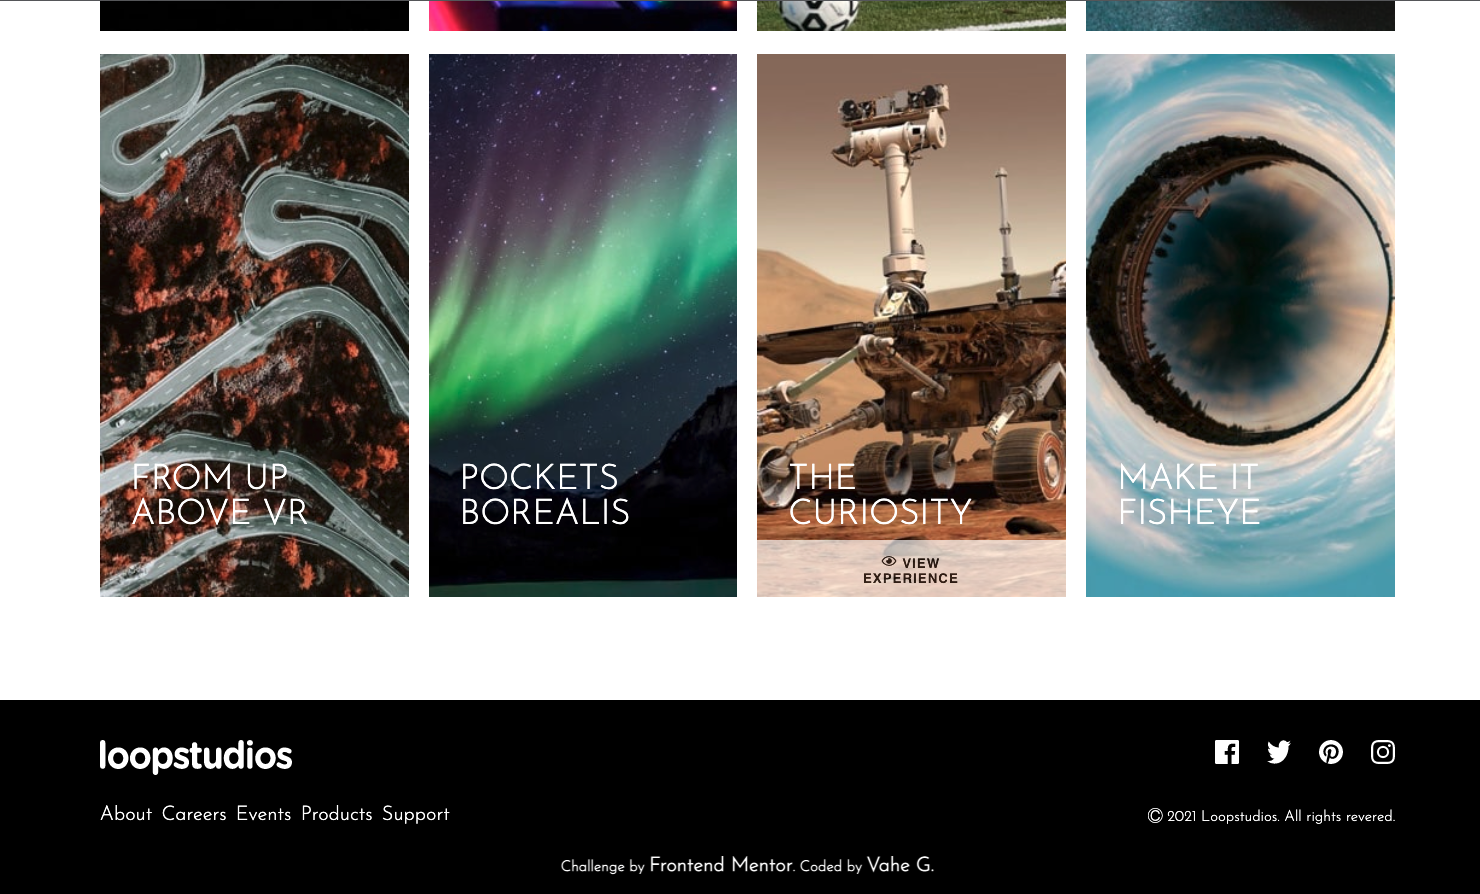 FROM UP
ABOVE VR
POCKETS
BOREALIS
THE
CURIOSITY
VIEW
EXPERIENCE
MAKE IT
FISHEYE
loopstudios
About Careers Events Products Support
© 2021 Loopstudios. All rights revered.
Challenge by Frontend Mentor. Coded by Vahe G.